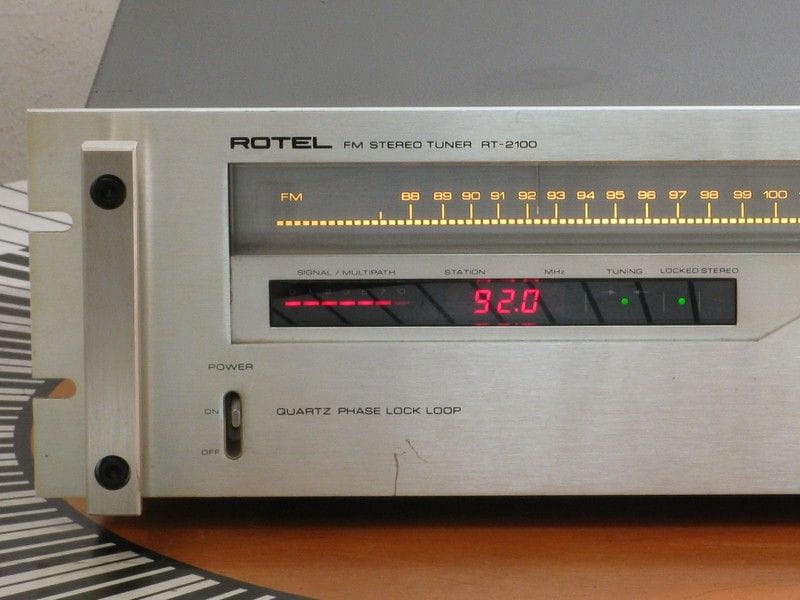 ROTEL FM STEREO TUNER RT-2100
FM 88 89 90 91 92 93 94 95 96 97 98 99 100
SIGNAL / MULTIPATH STATION MHz TUNING LOCKED STEREO
92.0
POWER
ON
QUARTZ PHASE LOCK LOOP
OFF